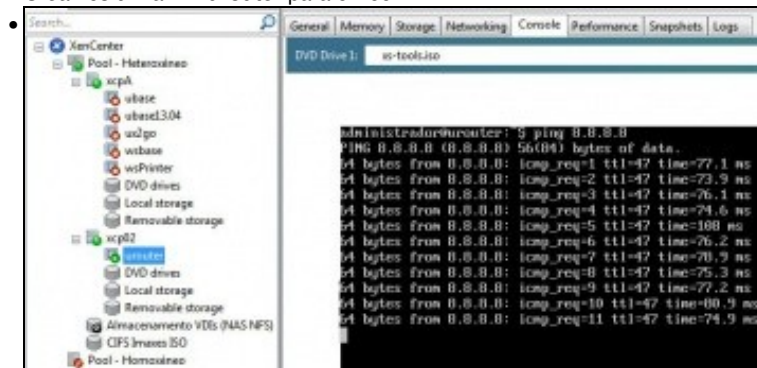 Search...
XenCenter
Pool - Heteroxéneo
xcpA
ubase
ubase13.04
ux2go
wsbase
wsPrinter
DVD drives
Local storage
Removable storage
xcp02
urouter
DVD drives
Local storage
Removable storage
Almacenamento VDIs (NAS NFS)
CIFS Imaxes ISO
Pool - Homoxéneo
General Memory Storage Networking Console Performance Snapshots Logs
DVD Drive 1: xs-tools.iso
administrador@urouter:~$ ping 8.8.8.8
PING 8.8.8.8 (8.8.8.8) 56(84) bytes of data.
64 bytes from 8.8.8.8: icmp_req=1 ttl=47 time=77.1 ms
64 bytes from 8.8.8.8: icmp_req=2 ttl=47 time=73.9 ms
64 bytes from 8.8.8.8: icmp_req=3 ttl=47 time=76.1 ms
64 bytes from 8.8.8.8: icmp_req=4 ttl=47 time=74.6 ms
64 bytes from 8.8.8.8: icmp_req=5 ttl=47 time=108 ms
64 bytes from 8.8.8.8: icmp_req=6 ttl=47 time=76.2 ms
64 bytes from 8.8.8.8: icmp_req=7 ttl=47 time=78.9 ms
64 bytes from 8.8.8.8: icmp_req=8 ttl=47 time=75.3 ms
64 bytes from 8.8.8.8: icmp_req=9 ttl=47 time=77.2 ms
64 bytes from 8.8.8.8: icmp_req=10 ttl=47 time=80.9 ms
64 bytes from 8.8.8.8: icmp_req=11 ttl=47 time=74.9 ms